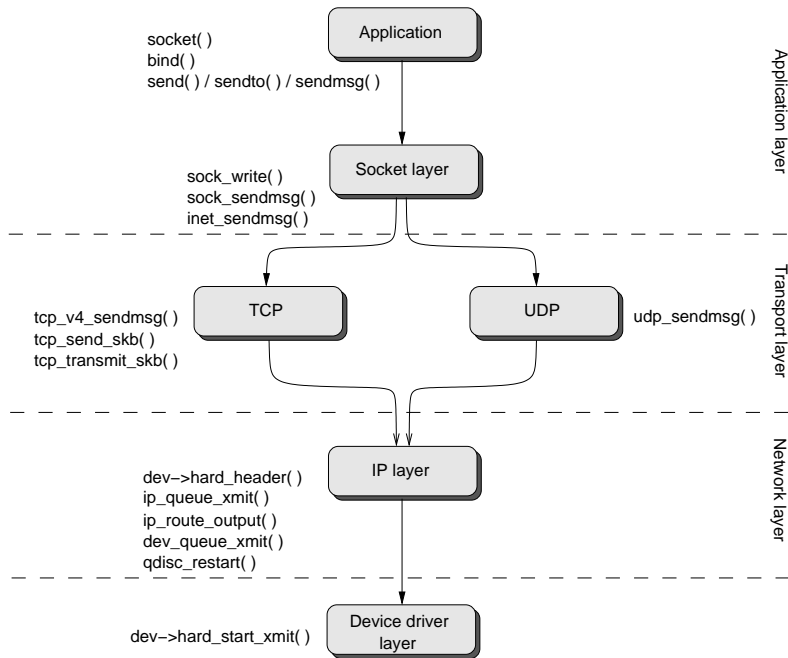 Application
socket( )
bind( )
send( ) / sendto( ) / sendmsg( )
Application layer
Socket layer
sock_write( )
sock_sendmsg( )
inet_sendmsg( )
TCP
UDP
tcp_v4_sendmsg( )
tcp_send_skb( )
tcp_transmit_skb( )
udp_sendmsg( )
Transport layer
IP layer
dev->hard_header( )
ip_queue_xmit( )
ip_route_output( )
dev_queue_xmit( )
qdisc_restart( )
Network layer
Device driver
layer
dev->hard_start_xmit( )